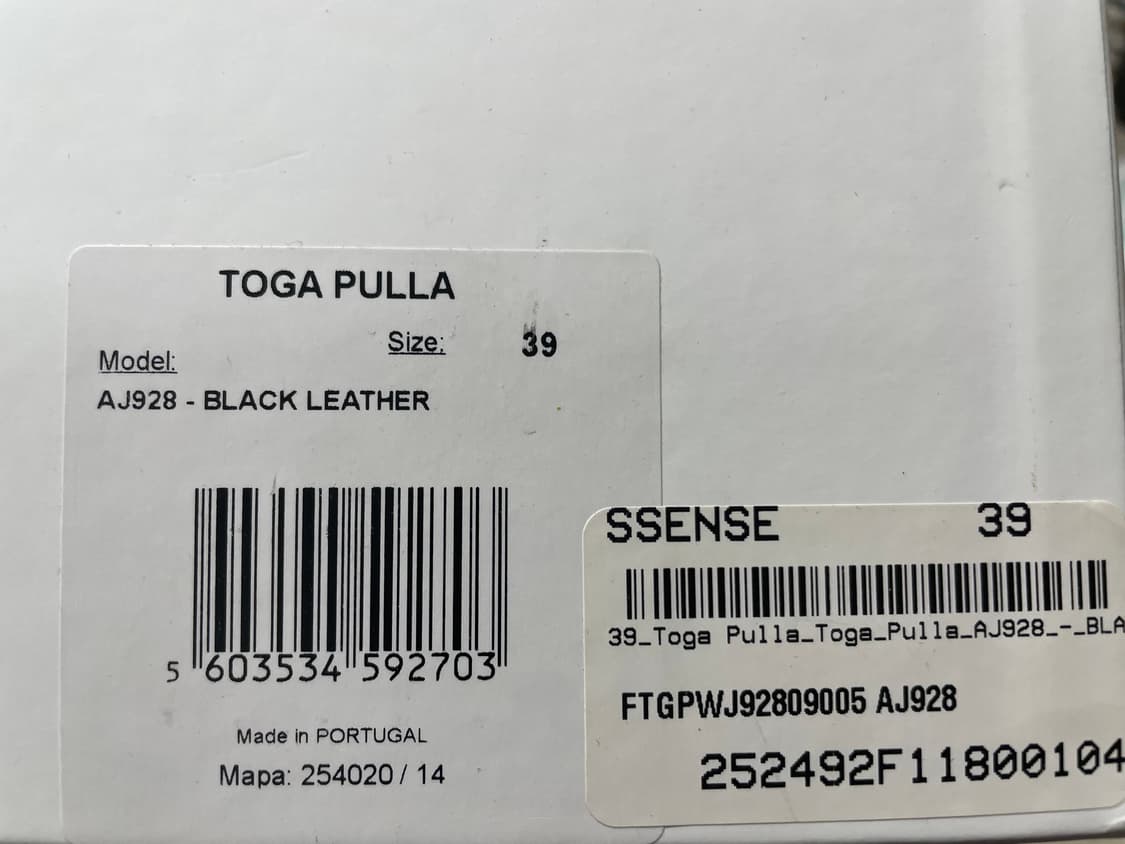 TOGA PULLA
Size: 39
Model:
AJ928 - BLACK LEATHER
5 603534 592703
Made in PORTUGAL
Mapa: 254020 / 14
SSENSE 39
39_Toga Pulla_Toga_Pulla_AJ928_-_BLA
FTGPWJ92809005 AJ928
252492F11800104